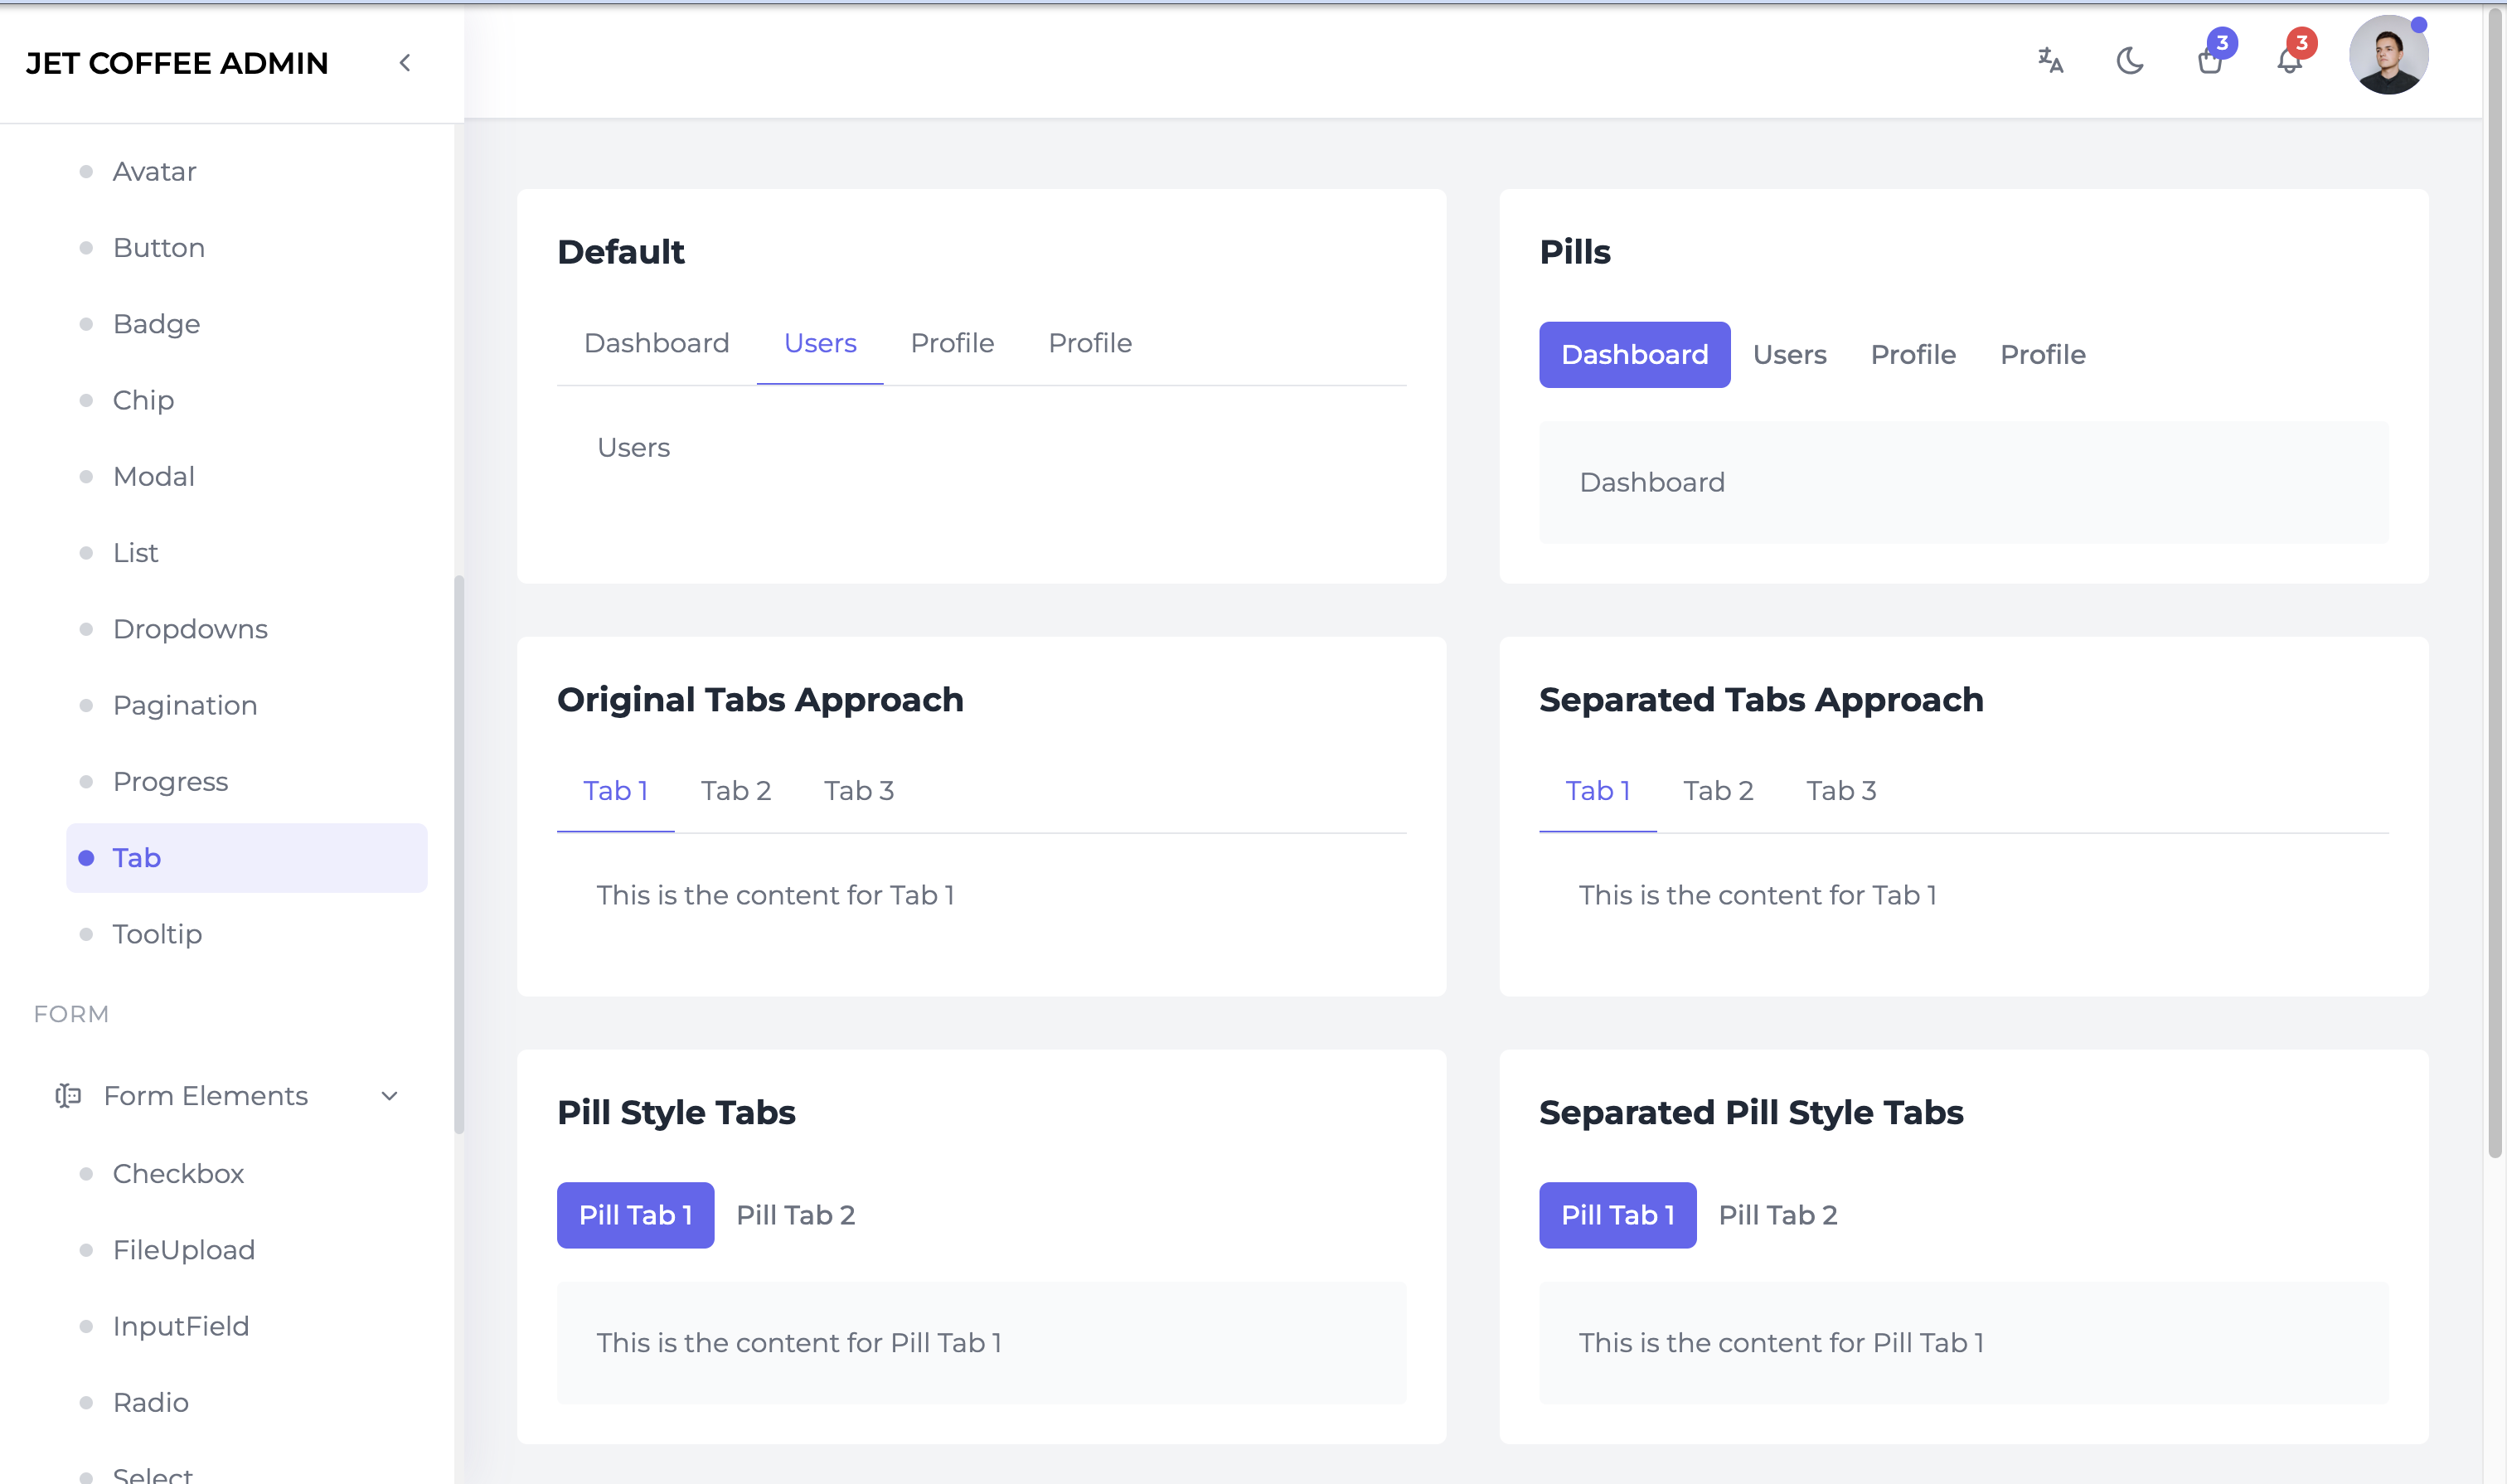 JET COFFEE ADMIN
3
3
Avatar
Button
Badge
Chip
Modal
List
Dropdowns
Pagination
Progress
Tab
Tooltip
FORM
Form Elements
Checkbox
FileUpload
InputField
Radio
Select
Default
Dashboard Users Profile Profile
Users
Pills
Dashboard Users Profile Profile
Dashboard
Original Tabs Approach
Tab 1 Tab 2 Tab 3
This is the content for Tab 1
Separated Tabs Approach
Tab 1 Tab 2 Tab 3
This is the content for Tab 1
Pill Style Tabs
Pill Tab 1 Pill Tab 2
This is the content for Pill Tab 1
Separated Pill Style Tabs
Pill Tab 1 Pill Tab 2
This is the content for Pill Tab 1